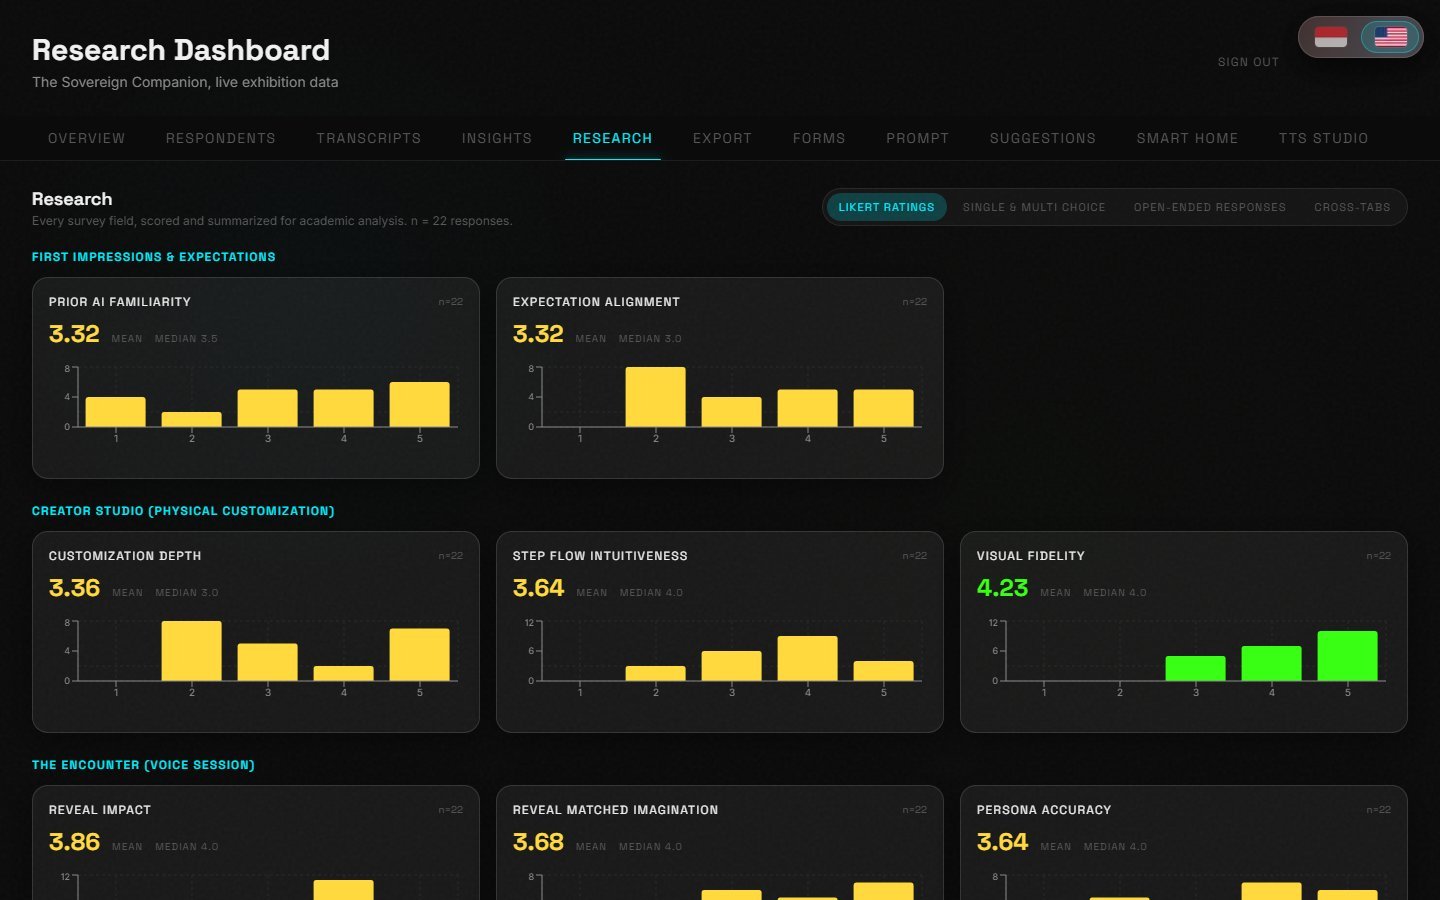 Research Dashboard
The Sovereign Companion, live exhibition data
SIGN OUT
OVERVIEW RESPONDENTS TRANSCRIPTS INSIGHTS RESEARCH EXPORT FORMS PROMPT SUGGESTIONS SMART HOME TTS STUDIO
Research
Every survey field, scored and summarized for academic analysis. n = 22 responses.
LIKERT RATINGS SINGLE & MULTI CHOICE OPEN-ENDED RESPONSES CROSS-TABS
FIRST IMPRESSIONS & EXPECTATIONS
PRIOR AI FAMILIARITY n=22
3.32 MEAN MEDIAN 3.5
8
4
0
1 2 3 4 5
EXPECTATION ALIGNMENT n=22
3.32 MEAN MEDIAN 3.0
8
4
0
1 2 3 4 5
CREATOR STUDIO (PHYSICAL CUSTOMIZATION)
CUSTOMIZATION DEPTH n=22
3.36 MEAN MEDIAN 3.0
8
4
0
1 2 3 4 5
STEP FLOW INTUITIVENESS n=22
3.64 MEAN MEDIAN 4.0
12
6
0
1 2 3 4 5
VISUAL FIDELITY n=22
4.23 MEAN MEDIAN 4.0
12
6
0
1 2 3 4 5
THE ENCOUNTER (VOICE SESSION)
REVEAL IMPACT n=22
3.86 MEAN MEDIAN 4.0
12
REVEAL MATCHED IMAGINATION n=22
3.68 MEAN MEDIAN 4.0
8
PERSONA ACCURACY n=22
3.64 MEAN MEDIAN 4.0
8